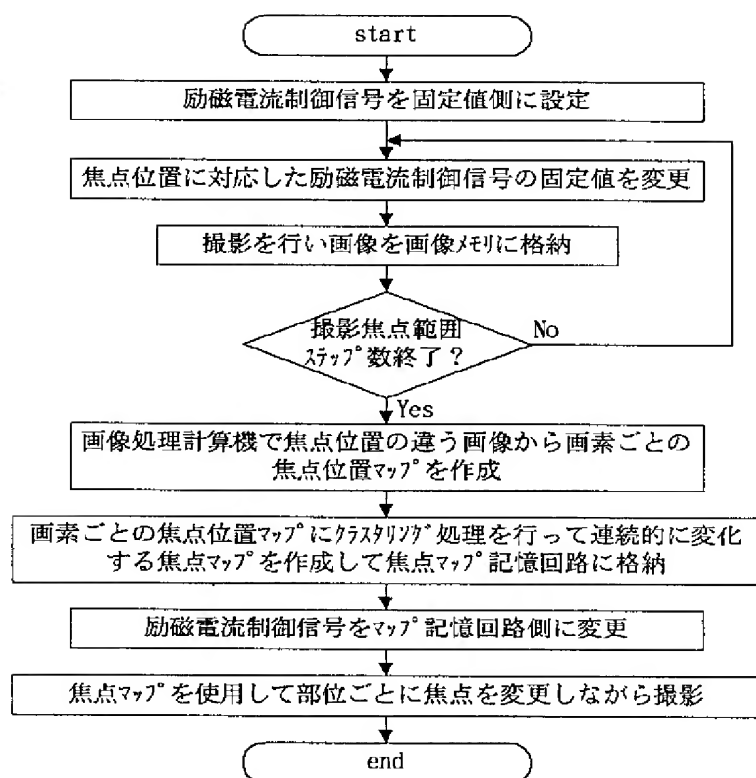 start
励磁電流制御信号を固定値側に設定
焦点位置に対応した励磁電流制御信号の固定値を変更
撮影を行い画像を画像ﾒﾓﾘに格納
撮影焦点範囲
ｽﾃｯﾌﾟ数終了？
No
Yes
画像処理計算機で焦点位置の違う画像から画素ごとの
焦点位置ﾏｯﾌﾟを作成
画素ごとの焦点位置ﾏｯﾌﾟにｸﾗｽﾀﾘﾝｸﾞ処理を行って連続的に変化
する焦点ﾏｯﾌﾟを作成して焦点ﾏｯﾌﾟ記憶回路に格納
励磁電流制御信号をﾏｯﾌﾟ記憶回路側に変更
焦点ﾏｯﾌﾟを使用して部位ごとに焦点を変更しながら撮影
end